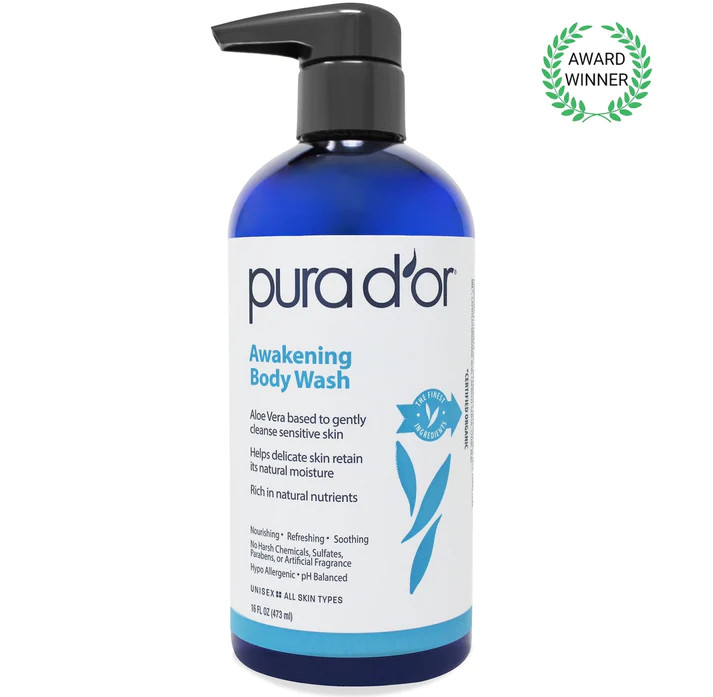 AWARD
WINNER
pura d'or®
Awakening
Body Wash
Aloe Vera based to gently
cleanse sensitive skin
Helps delicate skin retain
its natural moisture
Rich in natural nutrients
THE FINEST
INGREDIENTS
*CERTIFIED ORGANIC
Nourishing • Refreshing • Soothing
No Harsh Chemicals, Sulfates,
Parabens, or Artificial Fragrance
Hypo Allergenic • pH Balanced
UNISEX ALL SKIN TYPES
16 FL OZ (473 ml)